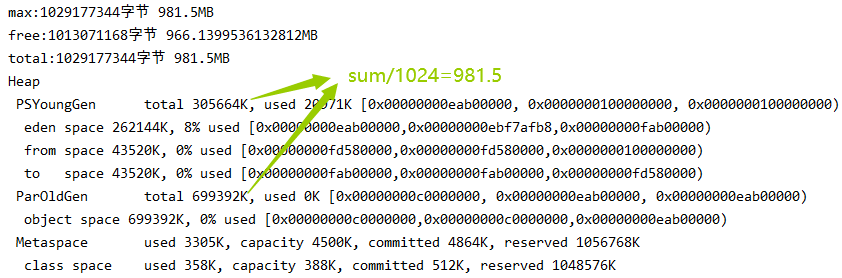 max:1029177344字节 981.5MB
free:1013071168字节 966.1399536132812MB
total:1029177344字节 981.5MB
sum/1024=981.5
Heap
PSYoungGen total 305664K, used 20971K [0x00000000eab00000, 0x0000000100000000, 0x0000000100000000)
eden space 262144K, 8% used [0x00000000eab00000,0x00000000ebf7afb8,0x00000000fab00000)
from space 43520K, 0% used [0x00000000fd580000,0x00000000fd580000,0x0000000100000000)
to space 43520K, 0% used [0x00000000fab00000,0x00000000fab00000,0x00000000fd580000)
ParOldGen total 699392K, used 0K [0x00000000c0000000, 0x00000000eab00000, 0x00000000eab00000)
object space 699392K, 0% used [0x00000000c0000000,0x00000000c0000000,0x00000000eab00000)
Metaspace used 3305K, capacity 4500K, committed 4864K, reserved 1056768K
class space used 358K, capacity 388K, committed 512K, reserved 1048576K